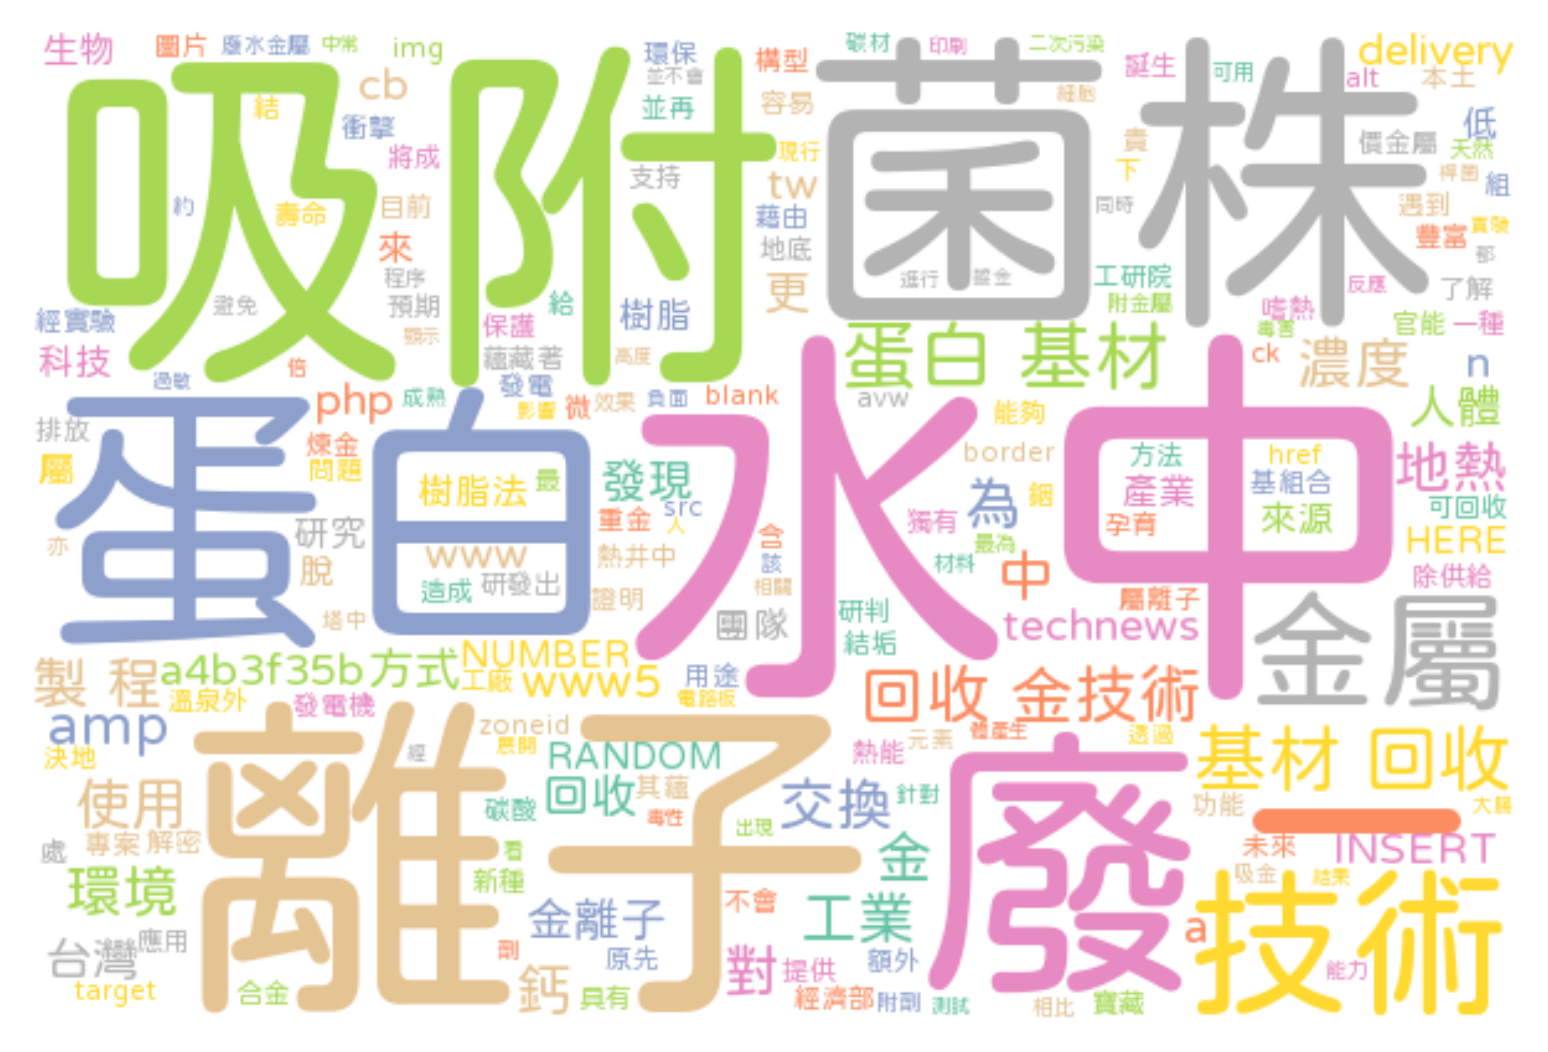 生物 圖片 廢水金屬 中常 img 環保 構型 碳材 印刷 二次污染 delivery
吸附 菌株
cb 並不會 誕生 可用 alt 本土
結 衝擊 並再 容易 細胞 低
將成 現行 貴 價金屬 天然
支持 tw 下 桿菌 組
約 壽命 目前 藉由 同時 遇到 實驗
來 地底 豐富 部
程序 更 進行 鍍金 工研院 反應 了解
避免 預期 給 樹脂 附金屬 嗜熱
經實驗 顯示 保護 毒害 官能 一種
科技 蘊藏著 高度 蛋白 基材 ck 濃度 n
過敏 倍 發電
php 成熟 影響 微 效果 負面 blank avw 能夠 人體
排放 煉金 border 方法 href 地熱
蛋白 水中
屬 問題 樹脂法 最 發現 為 銦 產業 基組合
src 可回收
研究 重金 人 獨有 孕育 來源 HERE
亦 脫 www 熱井中 含 最為
造成 研發出 該 材料 中 除供給
證明 相關 屬離子
塔中 團隊 研判 technews 金屬
結垢
製 程 a4b3f35b 方式 NUMBER 用途
工廠 www5 電路板 回收 金技術
溫泉外 發電機
amp zoneid 體產生
決地 經 展開 RANDOM 熱能 元素 透過 基材 回收
離子 廢
使用 碳酸 回收 其蘊 交換 針對 功能 大腸
毒性 一
處 專案 解密 看 出現 金 未來 INSERT
環境 新種 吸金 結果
不會 工業 技術
金離子 a
台灣 應用 劑 原先 對 提供 額外 能力
target 合金 鈣 具有 經濟部 附劑 測試 相比 寶藏